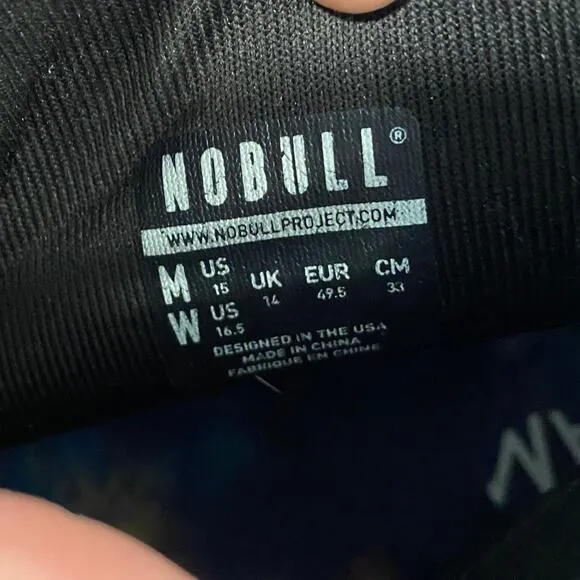 NOBULL®
WWW.NOBULLPROJECT.COM
M US 15 UK 14 EUR 49.5 CM 33
W US 16.5
DESIGNED IN THE USA
MADE IN CHINA
FABRIQUÉ EN CHINE